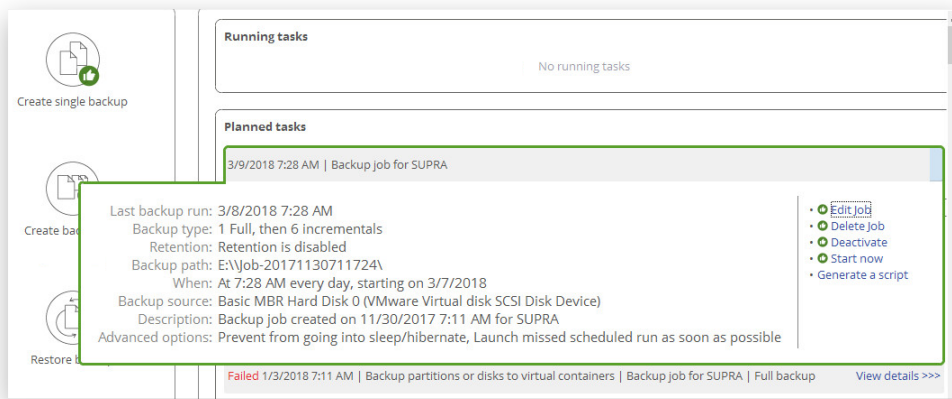 Running tasks
No running tasks
Create single backup
Planned tasks
3/9/2018 7:28 AM | Backup job for SUPRA
Last backup run: 3/8/2018 7:28 AM
Backup type: 1 Full, then 6 incrementals
Retention: Retention is disabled
Backup path: E:\\Job-20171130711724\
When: At 7:28 AM every day, starting on 3/7/2018
Backup source: Basic MBR Hard Disk 0 (VMware Virtual disk SCSI Disk Device)
Description: Backup job created on 11/30/2017 7:11 AM for SUPRA
Advanced options: Prevent from going into sleep/hibernate, Launch missed scheduled run as soon as possible
• Edit Job
• Delete Job
• Deactivate
• Start now
• Generate a script
Create
Restore
Failed 1/3/2018 7:11 AM | Backup partitions or disks to virtual containers | Backup job for SUPRA | Full backup View details >>>